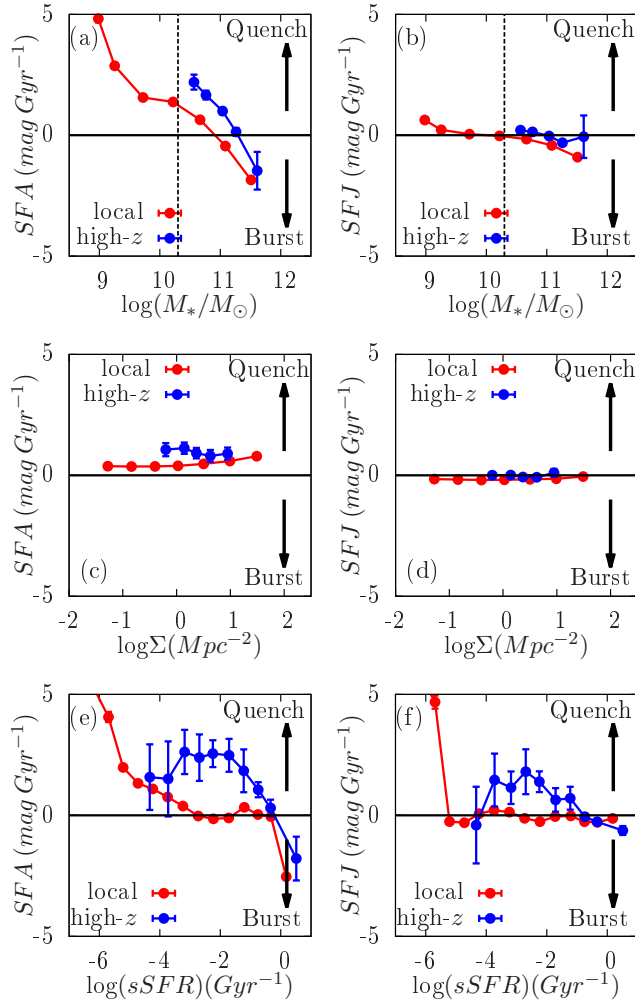 (a) Quench
SFA (mag Gyr⁻¹)
5
0
-5
local
high-z
Burst
9 10 11 12
log(M*/M⊙)
(b) Quench
SFJ (mag Gyr⁻¹)
5
0
-5
local
high-z
Burst
9 10 11 12
log(M*/M⊙)
local
high-z
Quench
SFA (mag Gyr⁻¹)
5
0
-5
(c)
Burst
-2 -1 0 1 2
logΣ(Mpc⁻²)
local
high-z
Quench
SFJ (mag Gyr⁻¹)
5
0
-5
(d)
Burst
-2 -1 0 1 2
logΣ(Mpc⁻²)
(e) Quench
SFA (mag Gyr⁻¹)
5
0
-5
local
high-z
Burst
-6 -4 -2 0
log(sSFR)(Gyr⁻¹)
(f) Quench
SFJ (mag Gyr⁻¹)
5
0
-5
local
high-z
Burst
-6 -4 -2 0
log(sSFR)(Gyr⁻¹)